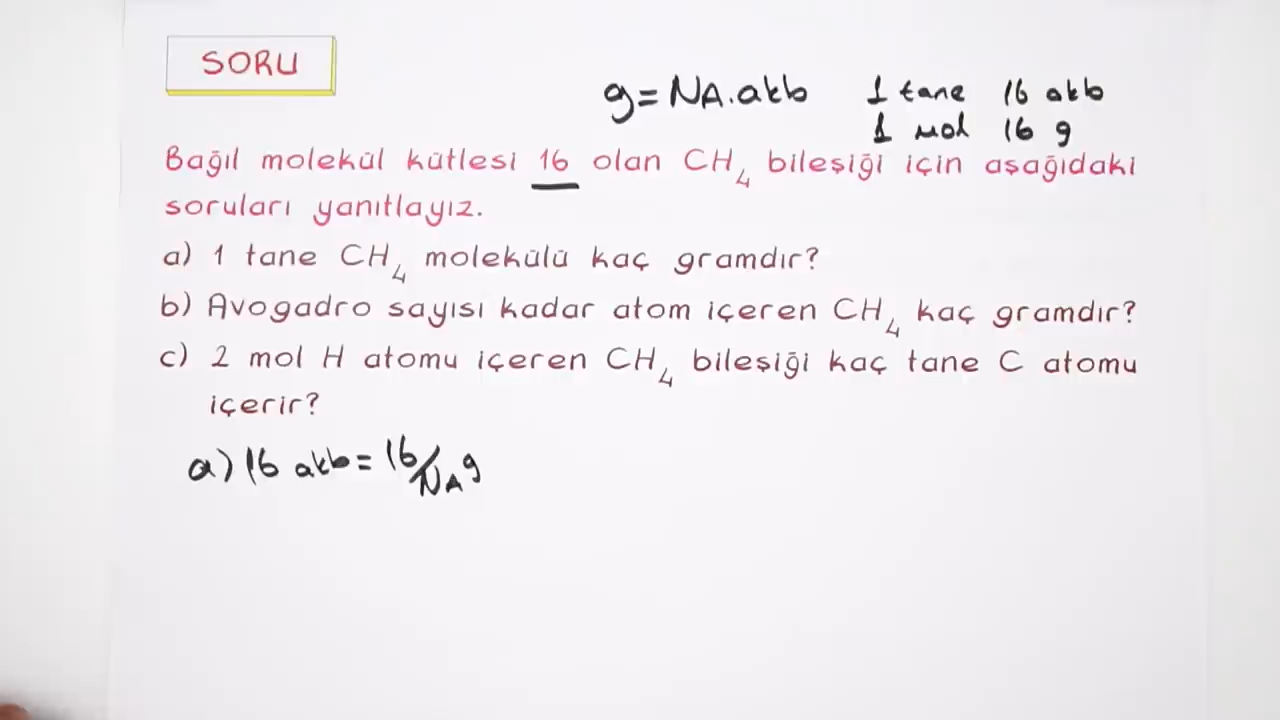 SORU
g=NA.akb 1 tane 16 akb
1 mol 16 g
Bağıl molekül kütlesi 16 olan CH4 bileşiği için aşağıdaki
soruları yanıtlayız.
a) 1 tane CH4 molekülü kaç gramdır?
b) Avogadro sayısı kadar atom içeren CH4 kaç gramdır?
c) 2 mol H atomu içeren CH4 bileşiği kaç tane C atomu
içerir?
a) 16 akb = 16/NA g